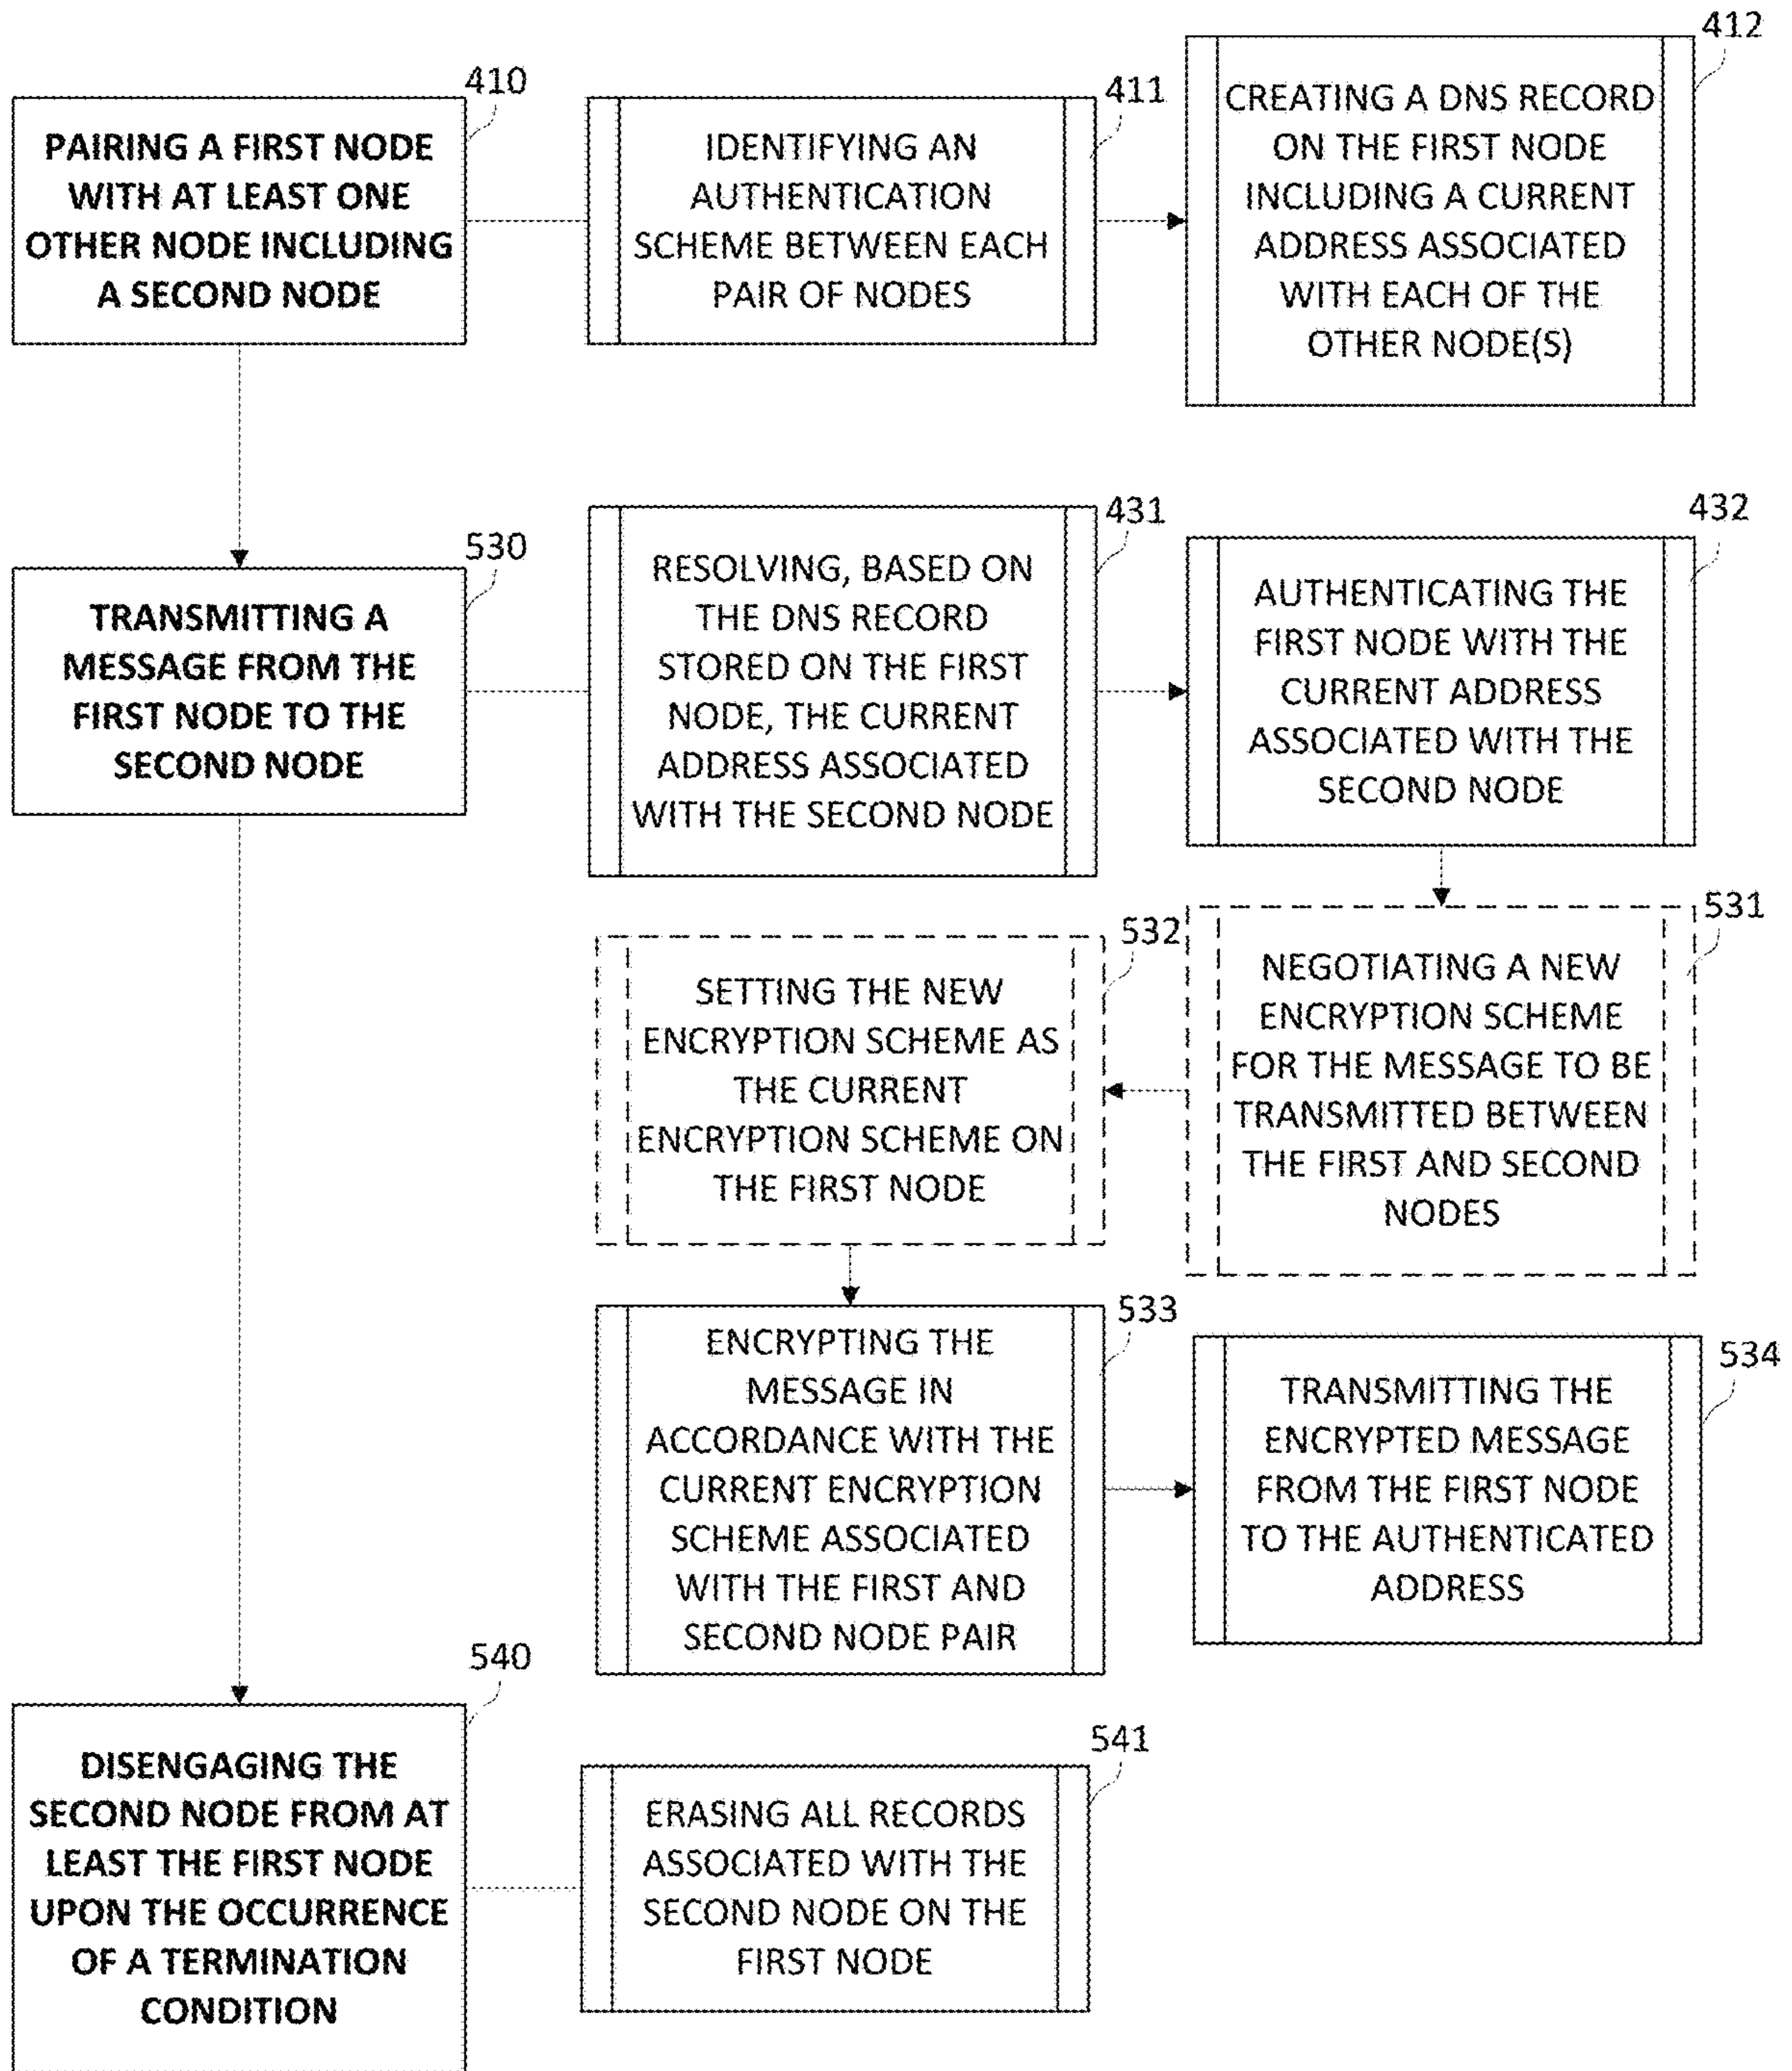 410
PAIRING A FIRST NODE
WITH AT LEAST ONE
OTHER NODE INCLUDING
A SECOND NODE
411
IDENTIFYING AN
AUTHENTICATION
SCHEME BETWEEN EACH
PAIR OF NODES
412
CREATING A DNS RECORD
ON THE FIRST NODE
INCLUDING A CURRENT
ADDRESS ASSOCIATED
WITH EACH OF THE
OTHER NODE(S)
530
TRANSMITTING A
MESSAGE FROM THE
FIRST NODE TO THE
SECOND NODE
431
RESOLVING, BASED ON
THE DNS RECORD
STORED ON THE FIRST
NODE, THE CURRENT
ADDRESS ASSOCIATED
WITH THE SECOND NODE
432
AUTHENTICATING THE
FIRST NODE WITH THE
CURRENT ADDRESS
ASSOCIATED WITH THE
SECOND NODE
531
NEGOTIATING A NEW
ENCRYPTION SCHEME
FOR THE MESSAGE TO BE
TRANSMITTED BETWEEN
THE FIRST AND SECOND
NODES
532
SETTING THE NEW
ENCRYPTION SCHEME AS
THE CURRENT
ENCRYPTION SCHEME ON
THE FIRST NODE
533
ENCRYPTING THE
MESSAGE IN
ACCORDANCE WITH THE
CURRENT ENCRYPTION
SCHEME ASSOCIATED
WITH THE FIRST AND
SECOND NODE PAIR
534
TRANSMITTING THE
ENCRYPTED MESSAGE
FROM THE FIRST NODE
TO THE AUTHENTICATED
ADDRESS
540
DISENGAGING THE
SECOND NODE FROM AT
LEAST THE FIRST NODE
UPON THE OCCURRENCE
OF A TERMINATION
CONDITION
541
ERASING ALL RECORDS
ASSOCIATED WITH THE
SECOND NODE ON THE
FIRST NODE